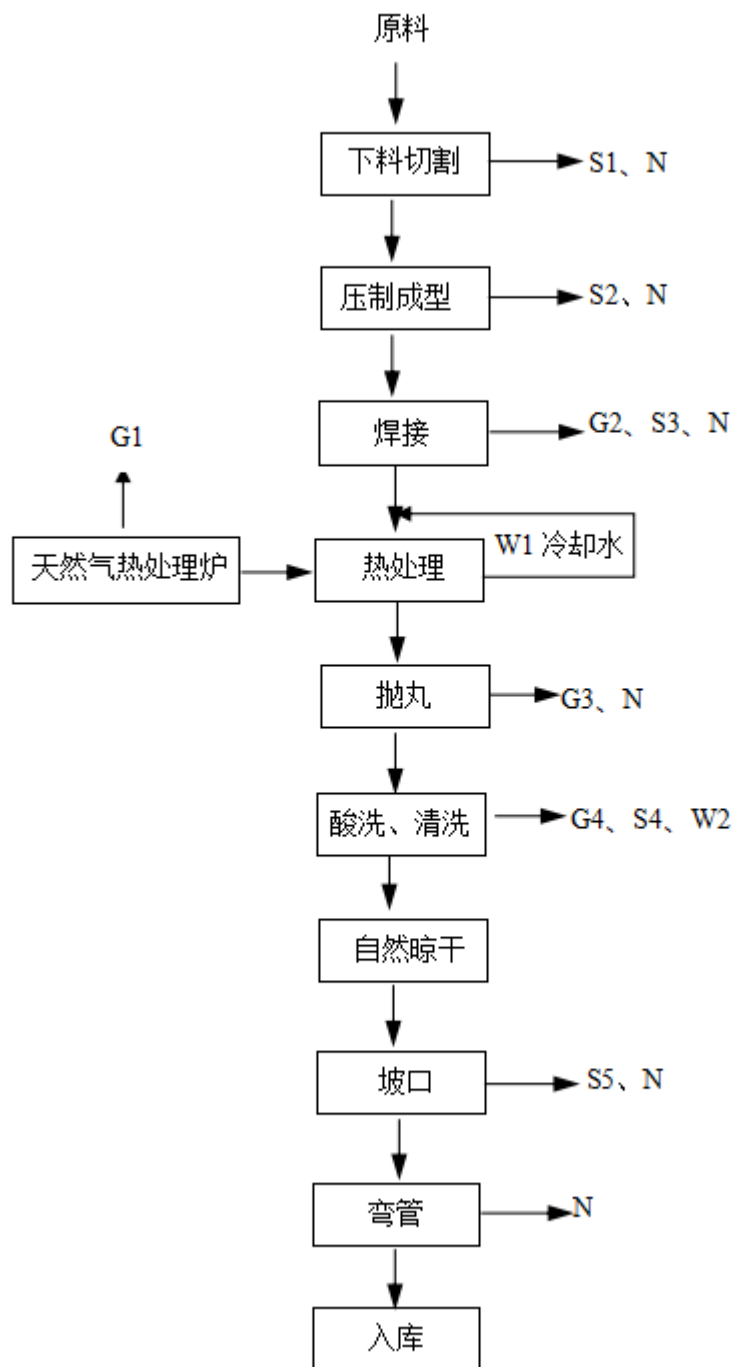 原料
下料切割
S1、N
压制成型
S2、N
焊接
G2、S3、N
G1
天然气热处理炉
热处理
W1 冷却水
抛丸
G3、N
酸洗、清洗
G4、S4、W2
自然晾干
坡口
S5、N
弯管
N
入库